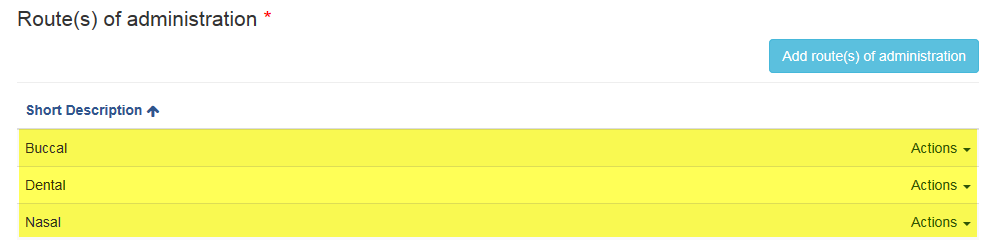 Route(s) of administration *
Add route(s) of administration
Short Description
Buccal Actions
Dental Actions
Nasal Actions